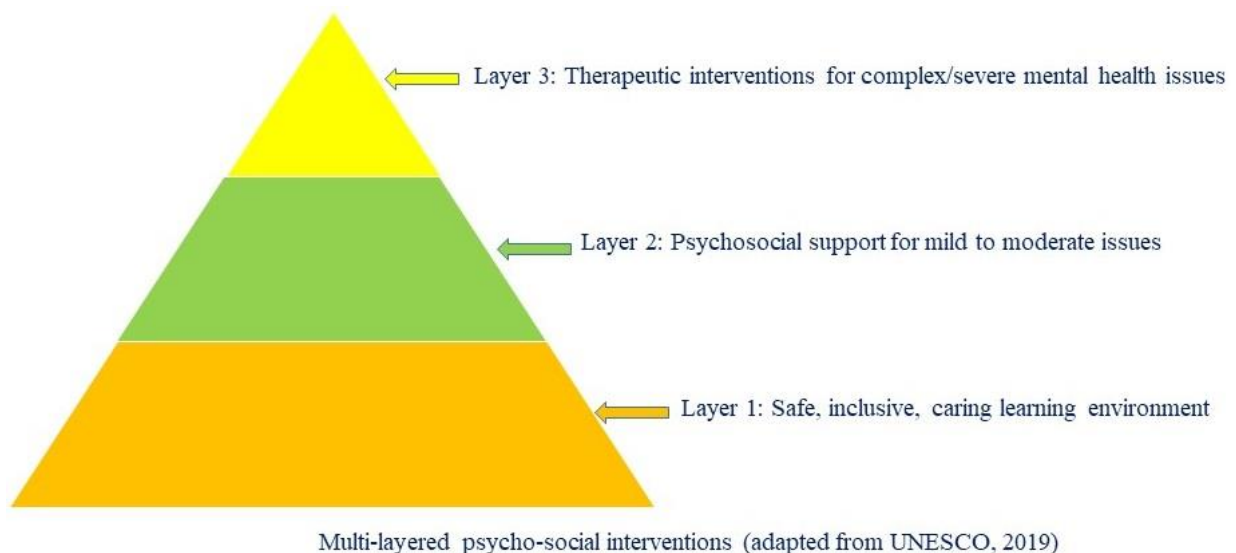 Layer 3: Therapeutic interventions for complex/severe mental health issues
Layer 2: Psychosocial support for mild to moderate issues
Layer 1: Safe, inclusive, caring learning environment
Multi-layered psycho-social interventions (adapted from UNESCO, 2019)